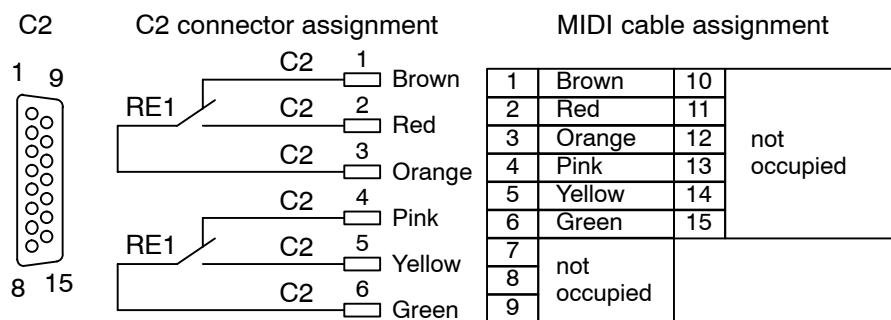 C2 C2 connector assignment MIDI cable assignment
1 9
8 15
C2 1 Brown
RE1 C2 2 Red
C2 3 Orange
C2 4 Pink
RE1 C2 5 Yellow
C2 6 Green
1 Brown 10
2 Red 11
3 Orange 12
4 Pink 13
5 Yellow 14
6 Green 15
not
occupied
7
8
9
not
occupied